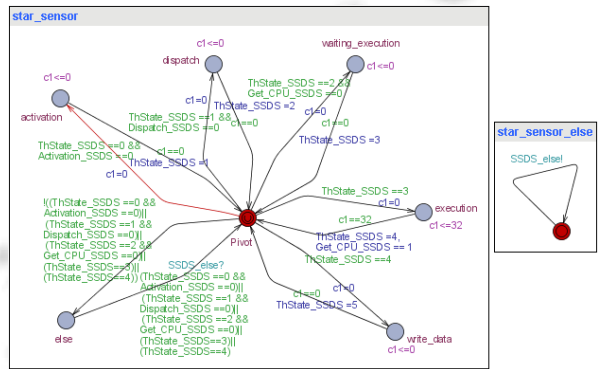 star_sensor
c1<=0
dispatch
waiting_execution
c1<=0
c1<=0
activation
ThState_SSDS ==2 &&
Get_CPU_SSDS ==0
c1=0
ThState_SSDS =2
c1=0
ThState_SSDS ==1 &&
Dispatch_SSDS ==0
c1==0
c1==0
ThState_SSDS =3
ThState_SSDS ==0 &&
Activation_SSDS ==0
c1==0
ThState_SSDS =1
c1=0
ThState_SSDS ==3
c1=0
execution
c1<=32
c1==32
ThState_SSDS =4,
Get_CPU_SSDS == 1
ThState_SSDS ==4
Pivot
!((ThState_SSDS ==0 &&
Activation_SSDS ==0)||
(ThState_SSDS ==1 &&
Dispatch_SSDS ==0)||
(ThState_SSDS ==2 &&
Get_CPU_SSDS ==0)||
(ThState_SSDS==3)||
(ThState_SSDS==4))
SSDS_else?
(ThState_SSDS ==0 &&
Activation_SSDS ==0)||
(ThState_SSDS ==1 &&
Dispatch_SSDS ==0)||
(ThState_SSDS ==2 &&
Get_CPU_SSDS ==0)||
(ThState_SSDS==3)||
(ThState_SSDS==4)
c1==0
ThState_SSDS =5
c1=0
else
write_data
c1<=0
star_sensor_else
SSDS_else!